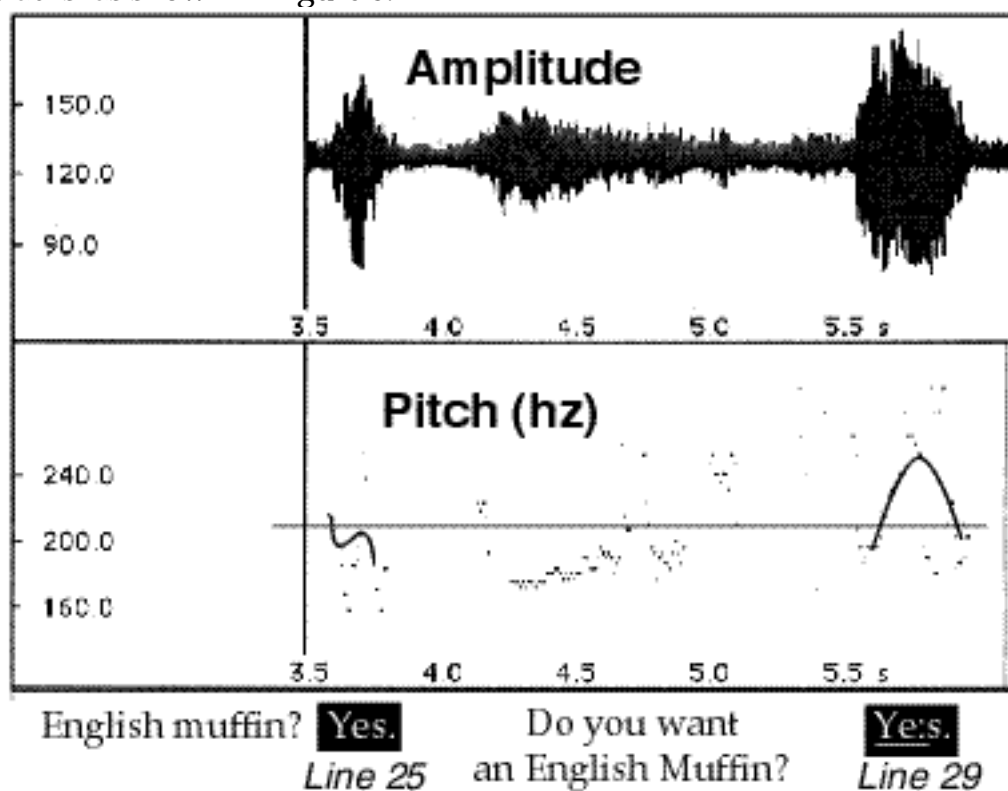 Amplitude
150.0
120.0
90.0
3.5 4.0 4.5 5.0 5.5 s
Pitch (hz)
240.0
200.0
160.0
3.5 4.0 4.5 5.0 5.5 s
English muffin? Yes. Do you want Ye:s.
Line 25 an English Muffin? Line 29